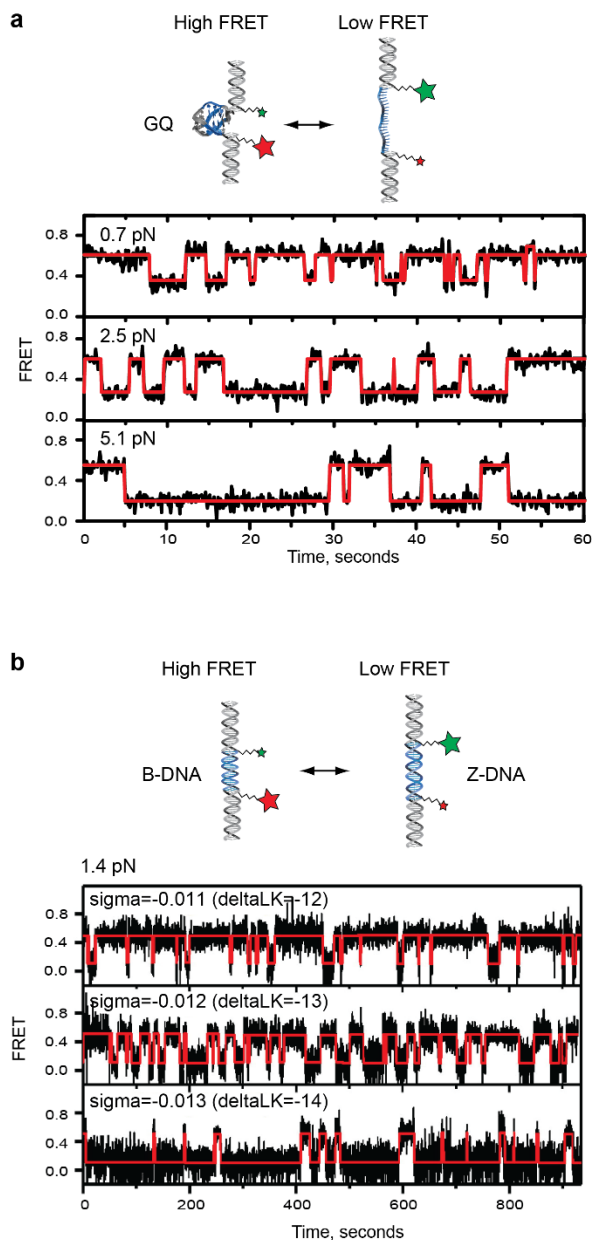 a
High FRET
Low FRET
GQ
0.7 pN
0.8
0.4
0.0
2.5 pN
0.8
0.4
0.0
FRET
5.1 pN
0.8
0.4
0.0
0 10 20 30 40 50 60
Time, seconds
b
High FRET
Low FRET
B-DNA
Z-DNA
1.4 pN
sigma=-0.011 (deltaLK=-12)
0.8
0.4
0.0
sigma=-0.012 (deltaLK=-13)
0.8
0.4
0.0
FRET
sigma=-0.013 (deltaLK=-14)
0.8
0.4
0.0
0 200 400 600 800
Time, seconds